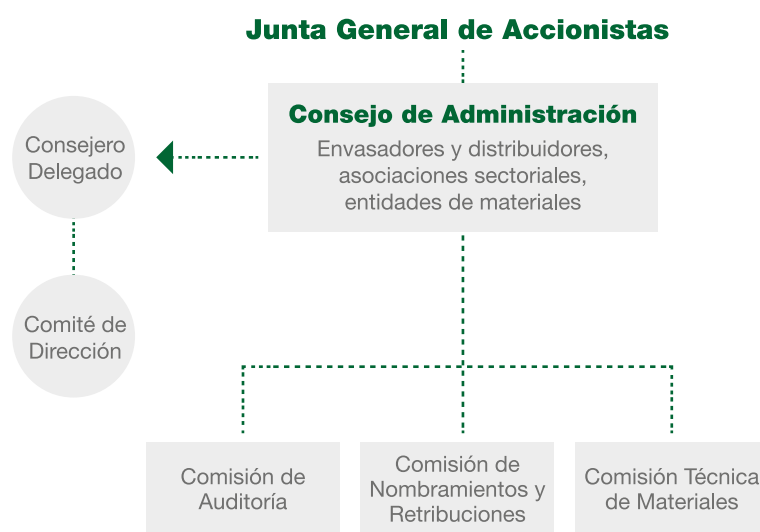 Junta General de Accionistas
Consejo de Administración
Envasadores y distribuidores,
asociaciones sectoriales,
entidades de materiales
Consejero
Delegado
Comité de
Dirección
Comisión de
Auditoría
Comisión de
Nombramientos y
Retribuciones
Comisión Técnica
de Materiales